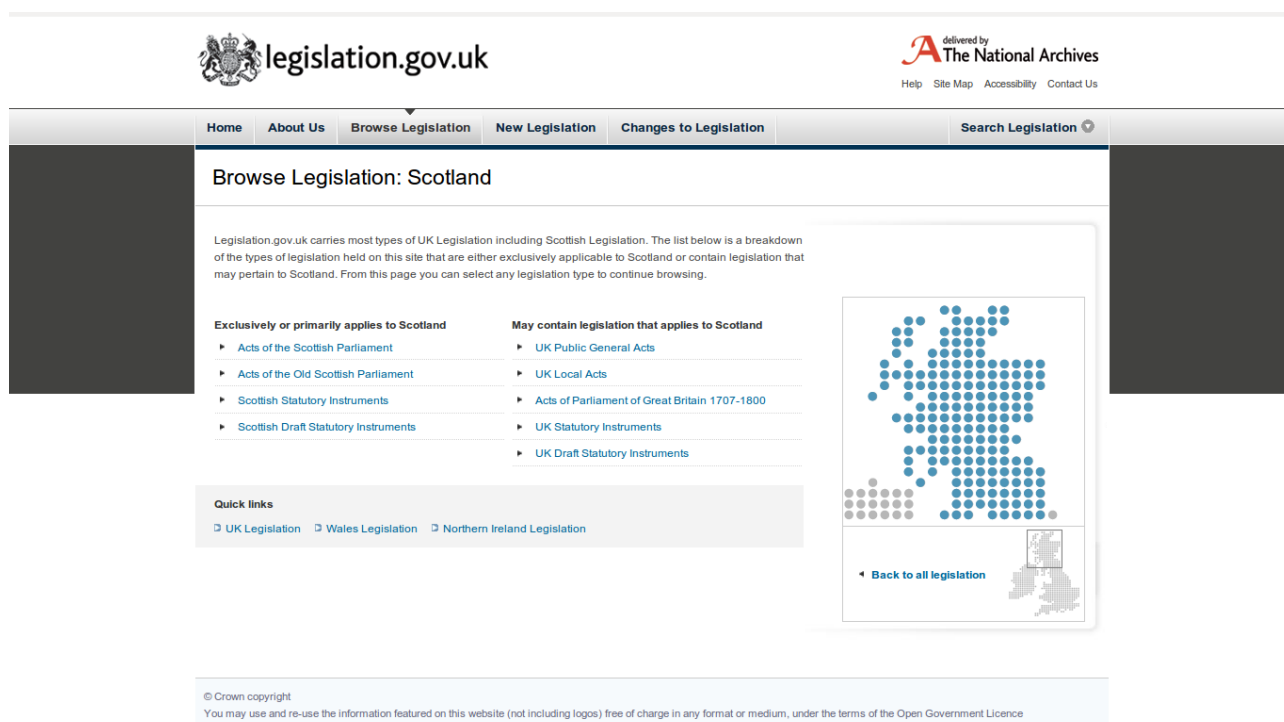 legislation.gov.uk
delivered by
The National Archives
Help Site Map Accessibility Contact Us
Home About Us Browse Legislation New Legislation Changes to Legislation Search Legislation
Browse Legislation: Scotland
Legislation.gov.uk carries most types of UK Legislation including Scottish Legislation. The list below is a breakdown
of the types of legislation held on this site that are either exclusively applicable to Scotland or contain legislation that
may pertain to Scotland. From this page you can select any legislation type to continue browsing.
Exclusively or primarily applies to Scotland
Acts of the Scottish Parliament
Acts of the Old Scottish Parliament
Scottish Statutory Instruments
Scottish Draft Statutory Instruments
May contain legislation that applies to Scotland
UK Public General Acts
UK Local Acts
Acts of Parliament of Great Britain 1707-1800
UK Statutory Instruments
UK Draft Statutory Instruments
Quick links
UK Legislation Wales Legislation Northern Ireland Legislation
Back to all legislation
© Crown copyright
You may use and re-use the information featured on this website (not including logos) free of charge in any format or medium, under the terms of the Open Government Licence